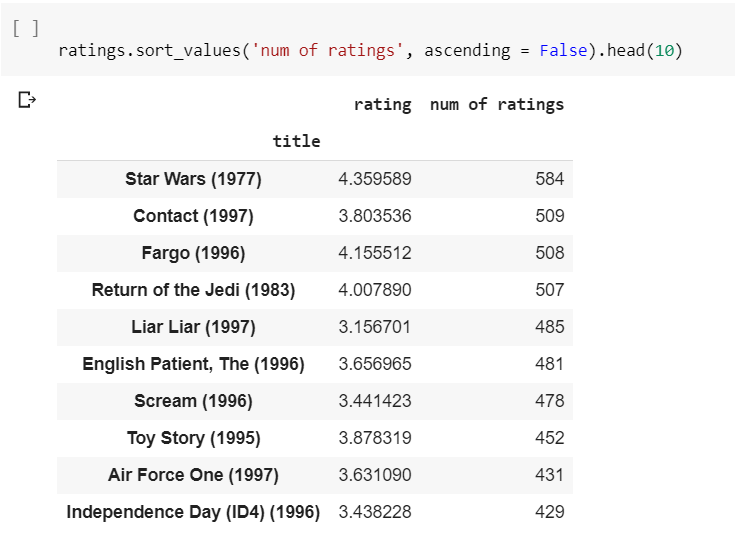 [ ]
ratings.sort_values('num of ratings', ascending = False).head(10)
rating num of ratings
title
Star Wars (1977) 4.359589 584
Contact (1997) 3.803536 509
Fargo (1996) 4.155512 508
Return of the Jedi (1983) 4.007890 507
Liar Liar (1997) 3.156701 485
English Patient, The (1996) 3.656965 481
Scream (1996) 3.441423 478
Toy Story (1995) 3.878319 452
Air Force One (1997) 3.631090 431
Independence Day (ID4) (1996) 3.438228 429